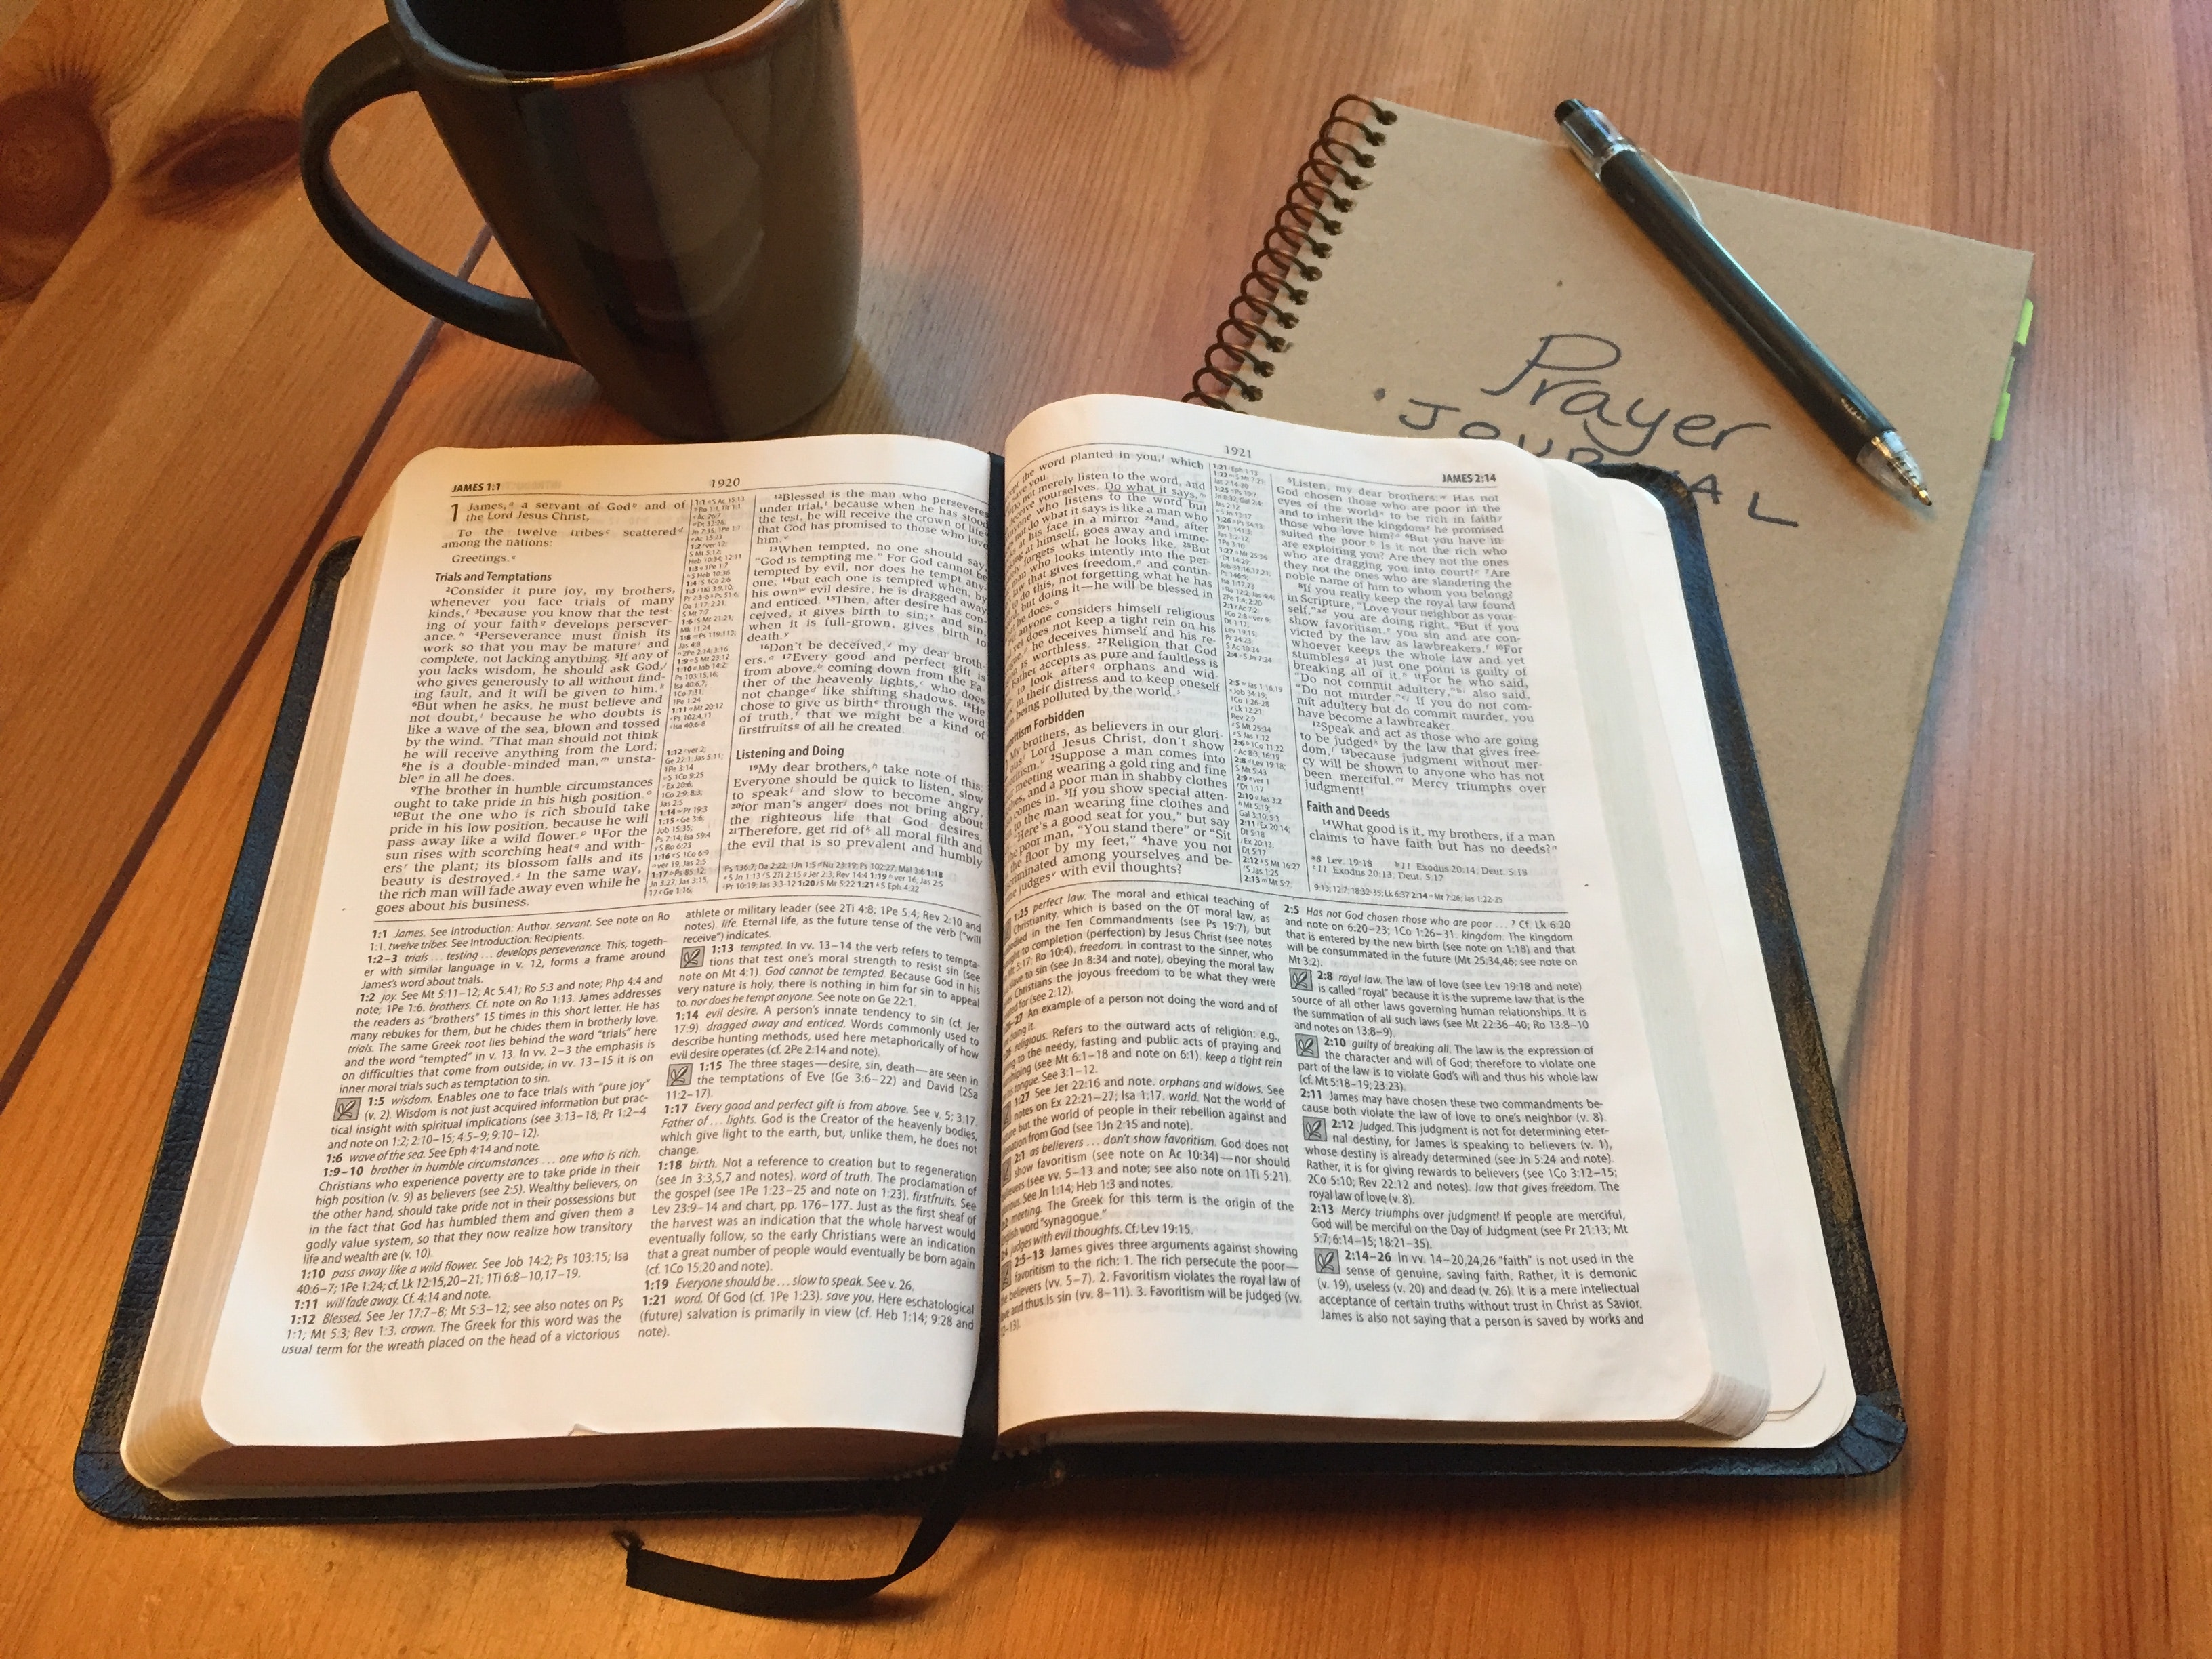 Prayer
JOURNAL
JAMES 1:1
1920
1 James, a servant of God and of
the Lord Jesus Christ,
To the twelve tribes scattered
among the nations:
Greetings.
Trials and Temptations
2Consider it pure joy, my brothers,
whenever you face trials of many
kinds, 3because you know that the test-
ing of your faith develops persever-
ance. 4Perseverance must finish its
work so that you may be mature and
complete, not lacking anything. 5If any of
you lacks wisdom, he should ask God,
who gives generously to all without find-
ing fault, and it will be given to him.
6But when he asks, he must believe and
not doubt, because he who doubts is
like a wave of the sea, blown and tossed
by the wind. 7That man should not think
he will receive anything from the Lord;
8he is a double-minded man, unsta-
ble in all he does.
9The brother in humble circumstances
ought to take pride in his high position.
10But the one who is rich should take
pride in his low position, because he will
pass away like a wild flower. 11For the
sun rises with scorching heat and with-
ers the plant; its blossom falls and its
beauty is destroyed. In the same way,
the rich man will fade away even while he
goes about his business.
12Blessed is the man who perseveres
under trial, because when he has stood
the test, he will receive the crown of life
that God has promised to those who love
him.
13When tempted, no one should say,
"God is tempting me." For God cannot be
tempted by evil, nor does he tempt any-
one; 14but each one is tempted when, by
his own evil desire, he is dragged away
and enticed. 15Then, after desire has con-
ceived, it gives birth to sin; and sin,
when it is full-grown, gives birth to
death.
16Don't be deceived, my dear broth-
ers. 17Every good and perfect gift is
from above, coming down from the Fa-
ther of the heavenly lights, who does
not change like shifting shadows. 18He
chose to give us birth through the word
of truth, that we might be a kind of
firstfruits of all he created.
Listening and Doing
19My dear brothers, take note of this:
Everyone should be quick to listen, slow
to speak and slow to become angry,
20for man's anger does not bring about
the righteous life that God desires.
21Therefore, get rid of all moral filth and
the evil that is so prevalent and humbly
1:1 James. See Introduction: Author. servant. See note on Ro
1:1. twelve tribes. See Introduction: Recipients.
1:2–3 trials . . . testing . . . develops perseverance. This, togeth-
er with similar language in v. 12, forms a frame around
James's word about trials.
1:2 joy. See Mt 5:11–12; Ac 5:41; Ro 5:3 and note; Php 4:4 and
note; 1Pe 1:6. brothers. Cf. note on Ro 1:13. James addresses
the readers as "brothers" 15 times in this short letter. He has
many rebukes for them, but he chides them in brotherly love.
trials. The same Greek root lies behind the word "trials" here
and the word "tempted" in v. 13. In vv. 2–3 the emphasis is
on difficulties that come from outside, in vv. 13–15 it is on
inner moral trials such as temptation to sin.
1:5 wisdom. Enables one to face trials with "pure joy"
(v. 2). Wisdom is not just acquired information but prac-
tical insight with spiritual implications (see 3:13–18; Pr 1:2–4
and note on 1:2; 2:10–15; 4:5–9; 9:10–12).
1:6 wave of the sea. See Eph 4:14 and note.
1:9–10 brother in humble circumstances . . . one who is rich.
Christians who experience poverty are to take pride in their
high position (v. 9) as believers (see 2:5). Wealthy believers, on
the other hand, should take pride not in their possessions but
in the fact that God has humbled them and given them a
godly value system, so that they now realize how transitory
life and wealth are (v. 10).
1:10 pass away like a wild flower. See Job 14:2; Ps 103:15; Isa
40:6–7; 1Pe 1:24; cf. Lk 12:15,20–21; 1Ti 6:8–10,17–19.
1:11 will fade away. Cf. 4:14 and note.
1:12 Blessed. See Jer 17:7–8; Mt 5:3–12; see also notes on Ps
1:1; Mt 5:3; Rev 1:3. crown. The Greek for this word was the
usual term for the wreath placed on the head of a victorious
athlete or military leader (see 2Ti 4:8; 1Pe 5:4; Rev 2:10 and
notes). life. Eternal life, as the future tense of the verb ("will
receive") indicates.
1:13 tempted. In vv. 13–14 the verb refers to tempta-
tions that test one's moral strength to resist sin (see
note on Mt 4:1). God cannot be tempted. Because God in his
very nature is holy, there is nothing in him for sin to appeal
to. nor does he tempt anyone. See note on Ge 22:1.
1:14 evil desire. A person's innate tendency to sin (cf. Jer
17:9) dragged away and enticed. Words commonly used to
describe hunting methods, used here metaphorically of how
evil desire operates (cf. 2Pe 2:14 and note).
1:15 The three stages—desire, sin, death—are seen in
the temptations of Eve (Ge 3:6–22) and David (2Sa
11:2–17).
1:17 Every good and perfect gift is from above. See v. 5; 3:17.
Father of . . . lights. God is the Creator of the heavenly bodies,
which give light to the earth, but, unlike them, he does not
change.
1:18 birth. Not a reference to creation but to regeneration
(see Jn 3:3,5,7 and notes). word of truth. The proclamation of
the gospel (see 1Pe 1:23–25 and note on 1:23). firstfruits. See
Lev 23:9–14 and chart, pp. 176–177. Just as the first sheaf of
the harvest was an indication that the whole harvest would
eventually follow, so the early Christians were an indication
that a great number of people would eventually be born again
(cf. 1Co 15:20 and note).
1:19 Everyone should be . . . slow to speak. See v. 26.
1:21 word. Of God (cf. 1Pe 1:23). save you. Here eschatological
(future) salvation is primarily in view (cf. Heb 1:14; 9:28 and
note).
1921
JAMES 2:14
the word planted in you, which
save you.
not merely listen to the word, and
yourselves. Do what it says.
who listens to the word but
do what it says is like a man who
his face in a mirror 24and, after
at himself, goes away and imme-
forgets what he looks like. 25But
who looks intently into the per-
that gives freedom, and contin-
to do this, not forgetting what he has
but doing it—he will be blessed in
he does.
anyone considers himself religious
does not keep a tight rein on his
he deceives himself and his re-
is worthless. 27Religion that God
Father accepts as pure and faultless is
to look after orphans and wid-
in their distress and to keep oneself
being polluted by the world.
Forbidden
My brothers, as believers in our glori-
Lord Jesus Christ, don't show
2Suppose a man comes into
meeting wearing a gold ring and fine
and a poor man in shabby clothes
comes in. 3If you show special atten-
to the man wearing fine clothes and
"Here's a good seat for you," but say
poor man, "You stand there" or "Sit
the floor by my feet," 4have you not
among yourselves and be-
judges with evil thoughts?
5Listen, my dear brothers: Has not
God chosen those who are poor in the
eyes of the world to be rich in faith
and to inherit the kingdom he promised
those who love him? 6But you have in-
sulted the poor. Is it not the rich who
are exploiting you? Are they not the ones
who are dragging you into court? 7Are
they not the ones who are slandering the
noble name of him to whom you belong?
8If you really keep the royal law found
in Scripture, "Love your neighbor as your-
self," you are doing right. 9But if you
show favoritism, you sin and are con-
victed by the law as lawbreakers. 10For
whoever keeps the whole law and yet
stumbles at just one point is guilty of
breaking all of it. 11For he who said,
"Do not commit adultery," also said,
"Do not murder." If you do not com-
mit adultery but do commit murder, you
have become a lawbreaker.
12Speak and act as those who are going
to be judged by the law that gives free-
dom, 13because judgment without mer-
cy will be shown to anyone who has not
been merciful. Mercy triumphs over
judgment!
Faith and Deeds
14What good is it, my brothers, if a man
claims to have faith but has no deeds?
a8 Lev. 19:18 b11 Exodus 20:14; Deut. 5:18
c11 Exodus 20:13; Deut. 5:17
1:25 perfect law. The moral and ethical teaching of
Christianity, which is based on the OT moral law, as
in the Ten Commandments (see Ps 19:7), but
to completion (perfection) by Jesus Christ (see notes
Mt 5:17; Ro 10:4). freedom. In contrast to the sinner, who
to sin (see Jn 8:34 and note), obeying the moral law
Christians the joyous freedom to be what they were
for (see 2:12).
An example of a person not doing the word and of
religious. Refers to the outward acts of religion: e.g.,
to the needy, fasting and public acts of praying and
(see Mt 6:1–18 and note on 6:1). keep a tight rein
tongue. See 3:1–12.
1:27 See Jer 22:16 and note. orphans and widows. See
notes on Ex 22:21–27; Isa 1:17. world. Not the world of
but the world of people in their rebellion against and
from God (see 1Jn 2:15 and note).
2:1 as believers . . . don't show favoritism. God does not
show favoritism (see note on Ac 10:34)—nor should
(see vv. 5–13 and note; see also note on 1Ti 5:21).
See Jn 1:14; Heb 1:3 and notes.
meeting. The Greek for this term is the origin of the
word "synagogue."
judges with evil thoughts. Cf. Lev 19:15.
2:5–13 James gives three arguments against showing
favoritism to the rich: 1. The rich persecute the poor—
believers (vv. 5–7). 2. Favoritism violates the royal law of
and thus is sin (vv. 8–11). 3. Favoritism will be judged (vv.
2:5 Has not God chosen those who are poor . . . ? Cf. Lk 6:20
and note on 6:20–23; 1Co 1:26–31. kingdom. The kingdom
that is entered by the new birth (see note on 1:18) and that
will be consummated in the future (Mt 25:34,46; see note on
Mt 3:2).
2:8 royal law. The law of love (see Lev 19:18 and note)
is called "royal" because it is the supreme law that is the
source of all other laws governing human relationships. It is
the summation of all such laws (see Mt 22:36–40; Ro 13:8–10
and notes on 13:8–9).
2:10 guilty of breaking all. The law is the expression of
the character and will of God; therefore to violate one
part of the law is to violate God's will and thus his whole law
(cf. Mt 5:18–19; 23:23).
2:11 James may have chosen these two commandments be-
cause both violate the law of love to one's neighbor (v. 8).
2:12 judged. This judgment is not for determining eter-
nal destiny, for James is speaking to believers (v. 1),
whose destiny is already determined (see Jn 5:24 and note).
Rather, it is for giving rewards to believers (see 1Co 3:12–15;
2Co 5:10; Rev 22:12 and notes). law that gives freedom. The
royal law of love (v. 8).
2:13 Mercy triumphs over judgment! If people are merciful,
God will be merciful on the Day of Judgment (see Pr 21:13; Mt
5:7; 6:14–15; 18:21–35).
2:14–26 In vv. 14–20,24,26 "faith" is not used in the
sense of genuine, saving faith. Rather, it is demonic
(v. 19), useless (v. 20) and dead (v. 26). It is a mere intellectual
acceptance of certain truths without trust in Christ as Savior.
James is also not saying that a person is saved by works and